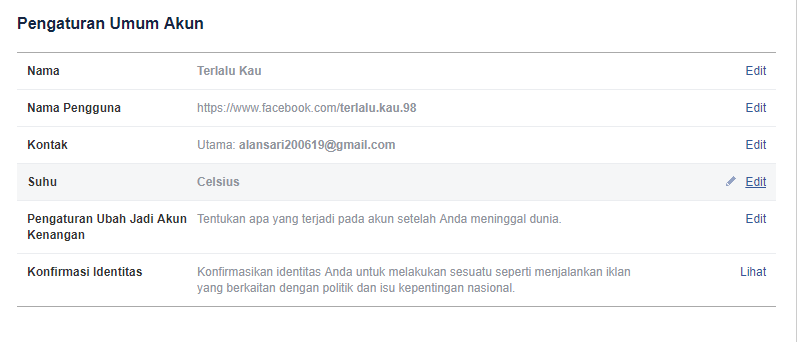 Pengaturan Umum Akun
Nama Terlalu Kau Edit
Nama Pengguna https://www.facebook.com/terlalu.kau.98 Edit
Kontak Utama: alansari200619@gmail.com Edit
Suhu Celsius Edit
Pengaturan Ubah Jadi Akun Tentukan apa yang terjadi pada akun setelah Anda meninggal dunia. Edit
Kenangan
Konfirmasi Identitas Konfirmasikan identitas Anda untuk melakukan sesuatu seperti menjalankan iklan Lihat
yang berkaitan dengan politik dan isu kepentingan nasional.